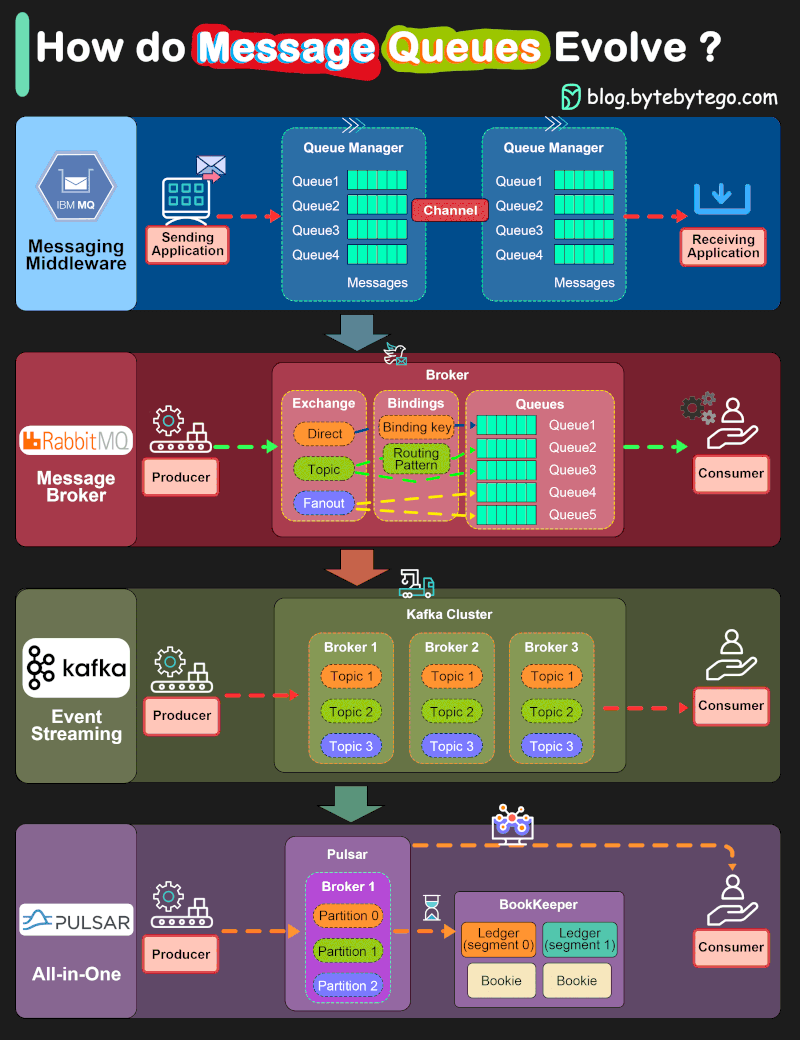 How do Message Queues Evolve ?
blog.bytebytego.com
IBM MQ
Messaging
Middleware
Sending
Application
Queue Manager
Queue1
Queue2
Queue3
Queue4
Messages
Channel
Queue Manager
Queue1
Queue2
Queue3
Queue4
Messages
Receiving
Application
RabbitMQ
Message
Broker
Producer
Broker
Exchange
Direct
Topic
Fanout
Bindings
Binding key
Routing
Pattern
Queues
Queue1
Queue2
Queue3
Queue4
Queue5
Consumer
kafka
Event
Streaming
Producer
Kafka Cluster
Broker 1
Topic 1
Topic 2
Topic 3
Broker 2
Topic 1
Topic 2
Topic 3
Broker 3
Topic 1
Topic 2
Topic 3
Consumer
PULSAR
All-in-One
Producer
Pulsar
Broker 1
Partition 0
Partition 1
Partition 2
BookKeeper
Ledger
(segment 0)
Ledger
(segment 1)
Bookie
Bookie
Consumer